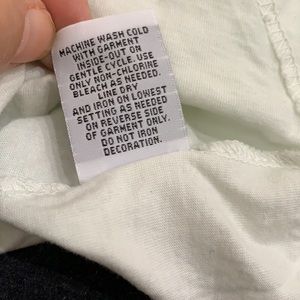 MACHINE WASH COLD
WITH GARMENT
INSIDE-OUT ON
GENTLE CYCLE. USE
ONLY NON-CHLORINE
BLEACH AS NEEDED.
LINE DRY
AND IRON ON LOWEST
SETTING AS NEEDED
ON REVERSE SIDE
OF GARMENT ONLY.
DO NOT IRON
DECORATION.